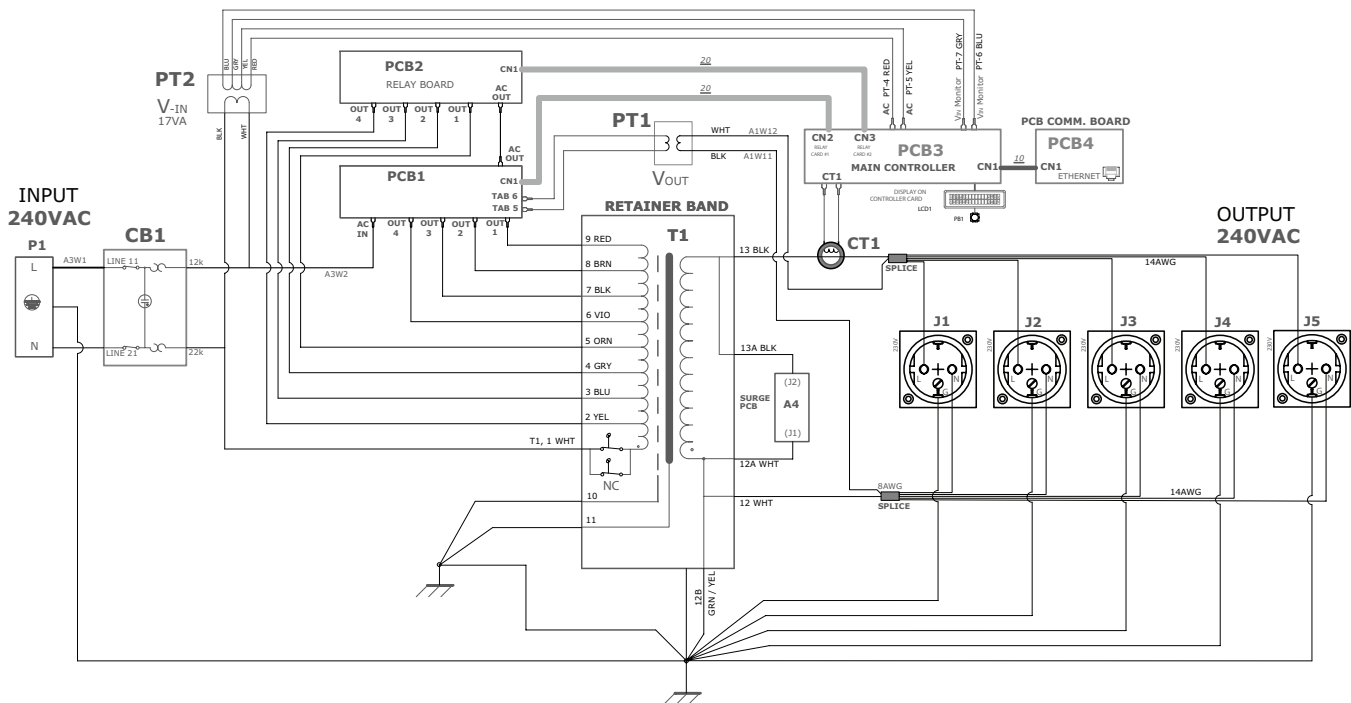 BLU
GRY
YEL
RED
PT2
V-IN
17VA
BLK
WHT
PCB2
RELAY BOARD
CN1
AC OUT
OUT 4
OUT 3
OUT 2
OUT 1
20
20
AC PT-4 RED
AC PT-5 YEL
VIN Monitor PT-7 GRY
VIN Monitor PT-6 BLU
PT1
VOUT
WHT
A1W12
BLK
A1W11
CN2
RELAY
CARD #1
CN3
RELAY
CARD #2
PCB3
MAIN CONTROLLER
CN1
10
PCB COMM. BOARD
PCB4
CN1
ETHERNET
CT1
DISPLAY ON
CONTROLLER CARD
LCD1
PB1
AC OUT
PCB1
CN1
TAB 6
TAB 5
AC IN
OUT 4
OUT 3
OUT 2
OUT 1
INPUT
240VAC
P1
L
N
A3W1
CB1
LINE 11
12k
LINE 21
22k
A3W2
RETAINER BAND
T1
9 RED
8 BRN
7 BLK
6 VIO
5 ORN
4 GRY
3 BLU
2 YEL
T1, 1 WHT
NC
10
11
13 BLK
CT1
SPLICE
14AWG
OUTPUT
240VAC
13A BLK
SURGE
PCB
(J2)
A4
(J1)
12A WHT
12 WHT
8AWG
SPLICE
14AWG
12B
GRN / YEL
J1
230V
L
N
G
J2
230V
L
N
G
J3
230V
L
N
G
J4
230V
L
N
G
J5
230V
L
N
G